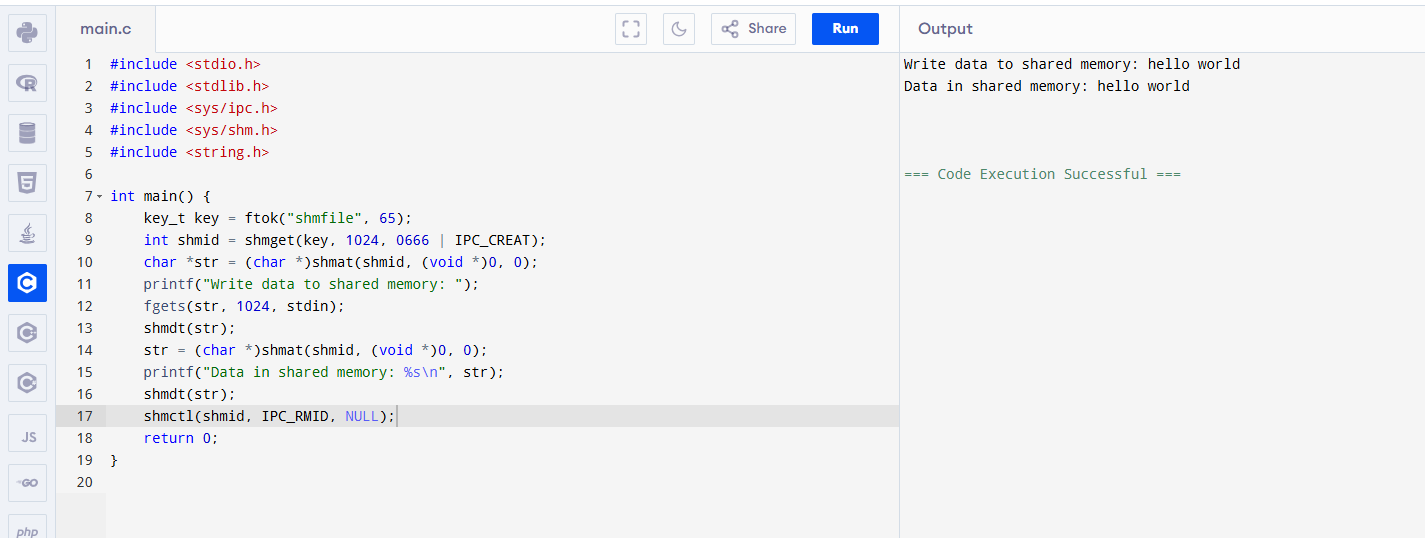 main.c
Share
Run
Output
1 #include <stdio.h>
2 #include <stdlib.h>
3 #include <sys/ipc.h>
4 #include <sys/shm.h>
5 #include <string.h>
6
7 int main() {
8     key_t key = ftok("shmfile", 65);
9     int shmid = shmget(key, 1024, 0666 | IPC_CREAT);
10     char *str = (char *)shmat(shmid, (void *)0, 0);
11     printf("Write data to shared memory: ");
12     fgets(str, 1024, stdin);
13     shmdt(str);
14     str = (char *)shmat(shmid, (void *)0, 0);
15     printf("Data in shared memory: %s\n", str);
16     shmdt(str);
17     shmctl(shmid, IPC_RMID, NULL);
18     return 0;
19 }
20
Write data to shared memory: hello world
Data in shared memory: hello world
=== Code Execution Successful ===
R
5
C
C
C
JS
GO
php